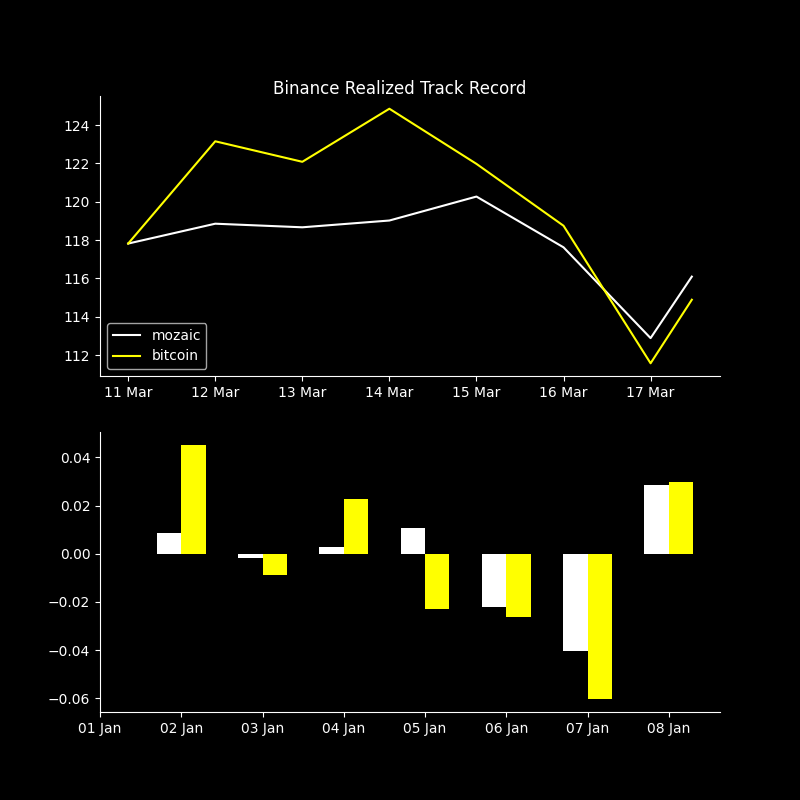 Binance Realized Track Record
124
122
120
118
116
114
112
mozaic
bitcoin
11 Mar 12 Mar 13 Mar 14 Mar 15 Mar 16 Mar 17 Mar
0.04
0.02
0.00
−0.02
−0.04
−0.06
01 Jan 02 Jan 03 Jan 04 Jan 05 Jan 06 Jan 07 Jan 08 Jan